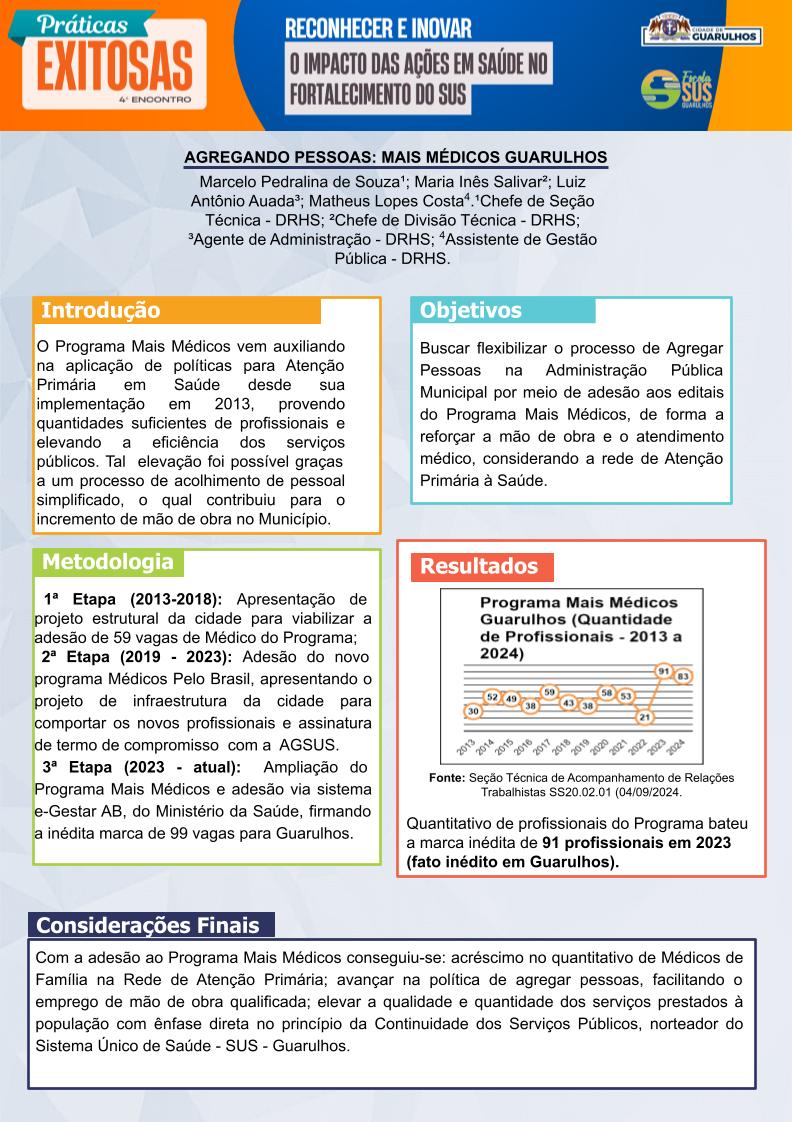 Práticas
EXITOSAS
4º ENCONTRO
RECONHECER E INOVAR
O IMPACTO DAS AÇÕES EM SAÚDE NO
FORTALECIMENTO DO SUS
CIDADE DE
GUARULHOS
Escola
SUS
GUARULHOS
AGREGANDO PESSOAS: MAIS MÉDICOS GUARULHOS
Marcelo Pedralina de Souza¹; Maria Inês Salivar²; Luiz
Antônio Auada³; Matheus Lopes Costa⁴.¹Chefe de Seção
Técnica - DRHS; ²Chefe de Divisão Técnica - DRHS;
³Agente de Administração - DRHS; ⁴Assistente de Gestão
Pública - DRHS.
Introdução
O Programa Mais Médicos vem auxiliando
na aplicação de políticas para Atenção
Primária em Saúde desde sua
implementação em 2013, provendo
quantidades suficientes de profissionais e
elevando a eficiência dos serviços
públicos. Tal elevação foi possível graças
a um processo de acolhimento de pessoal
simplificado, o qual contribuiu para o
incremento de mão de obra no Município.
Objetivos
Buscar flexibilizar o processo de Agregar
Pessoas na Administração Pública
Municipal por meio de adesão aos editais
do Programa Mais Médicos, de forma a
reforçar a mão de obra e o atendimento
médico, considerando a rede de Atenção
Primária à Saúde.
Metodologia
1ª Etapa (2013-2018): Apresentação de
projeto estrutural da cidade para viabilizar a
adesão de 59 vagas de Médico do Programa;
2ª Etapa (2019 - 2023): Adesão do novo
programa Médicos Pelo Brasil, apresentando o
projeto de infraestrutura da cidade para
comportar os novos profissionais e assinatura
de termo de compromisso com a AGSUS.
3ª Etapa (2023 - atual): Ampliação do
Programa Mais Médicos e adesão via sistema
e-Gestar AB, do Ministério da Saúde, firmando
a inédita marca de 99 vagas para Guarulhos.
Resultados
Programa Mais Médicos
Guarulhos (Quantidade
de Profissionais - 2013 a
2024)
30 52 49 38 59 43 38 58 53 21 91 83
2013 2014 2015 2016 2017 2018 2019 2020 2021 2022 2023 2024
Fonte: Seção Técnica de Acompanhamento de Relações
Trabalhistas SS20.02.01 (04/09/2024.
Quantitativo de profissionais do Programa bateu
a marca inédita de 91 profissionais em 2023
(fato inédito em Guarulhos).
Considerações Finais
Com a adesão ao Programa Mais Médicos conseguiu-se: acréscimo no quantitativo de Médicos de
Família na Rede de Atenção Primária; avançar na política de agregar pessoas, facilitando o
emprego de mão de obra qualificada; elevar a qualidade e quantidade dos serviços prestados à
população com ênfase direta no princípio da Continuidade dos Serviços Públicos, norteador do
Sistema Único de Saúde - SUS - Guarulhos.